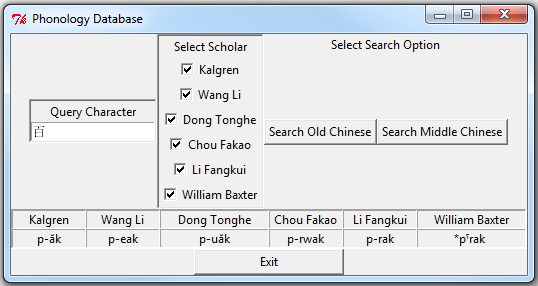 Phonology Database
Select Scholar
Select Search Option
Kalgren
Wang Li
Query Character
百
Dong Tonghe
Search Old Chinese Search Middle Chinese
Chou Fakao
Li Fangkui
William Baxter
Kalgren Wang Li Dong Tonghe Chou Fakao Li Fangkui William Baxter
p-ăk p-eak p-uăk p-rwak p-rak *pˤrak
Exit